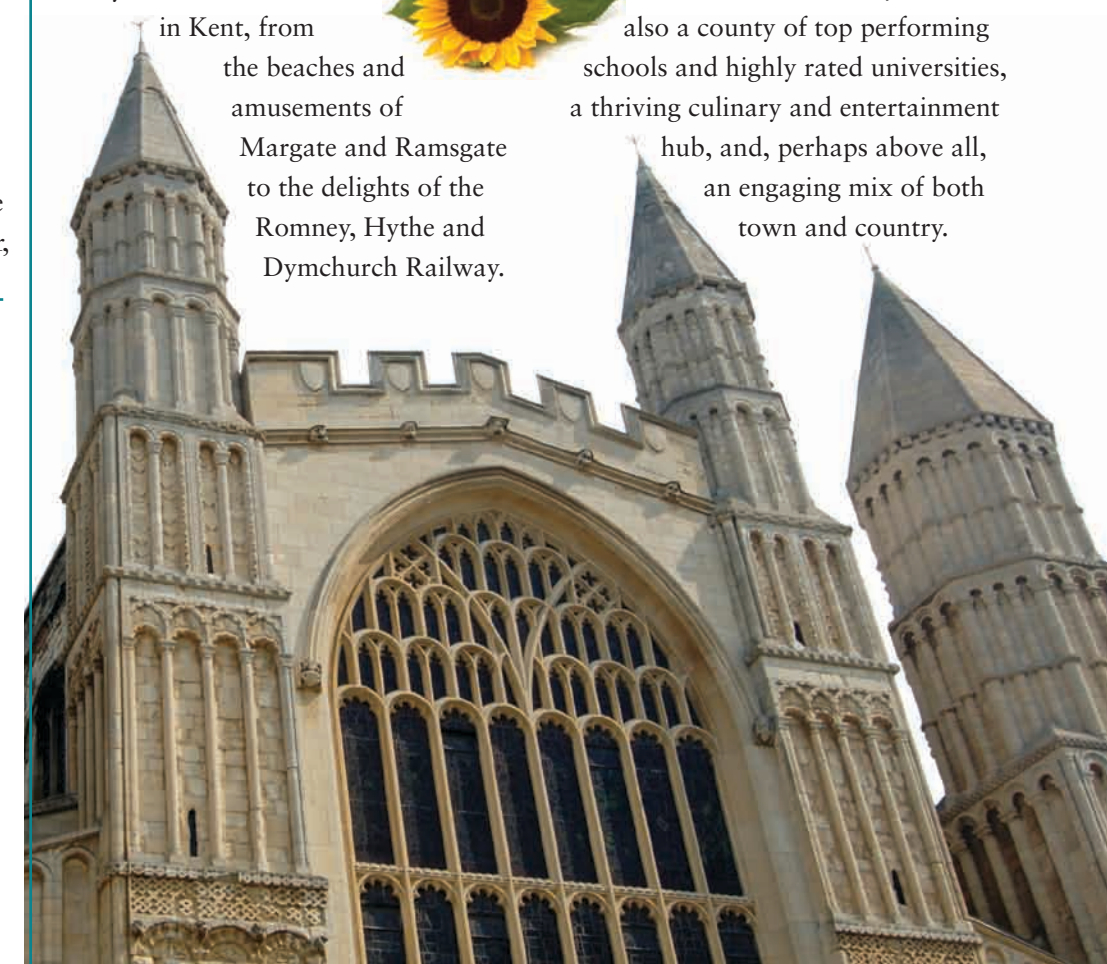 in Kent, from
the beaches and
amusements of
Margate and Ramsgate
to the delights of the
Romney, Hythe and
Dymchurch Railway.
also a county of top performing
schools and highly rated universities,
a thriving culinary and entertainment
hub, and, perhaps above all,
an engaging mix of both
town and country.